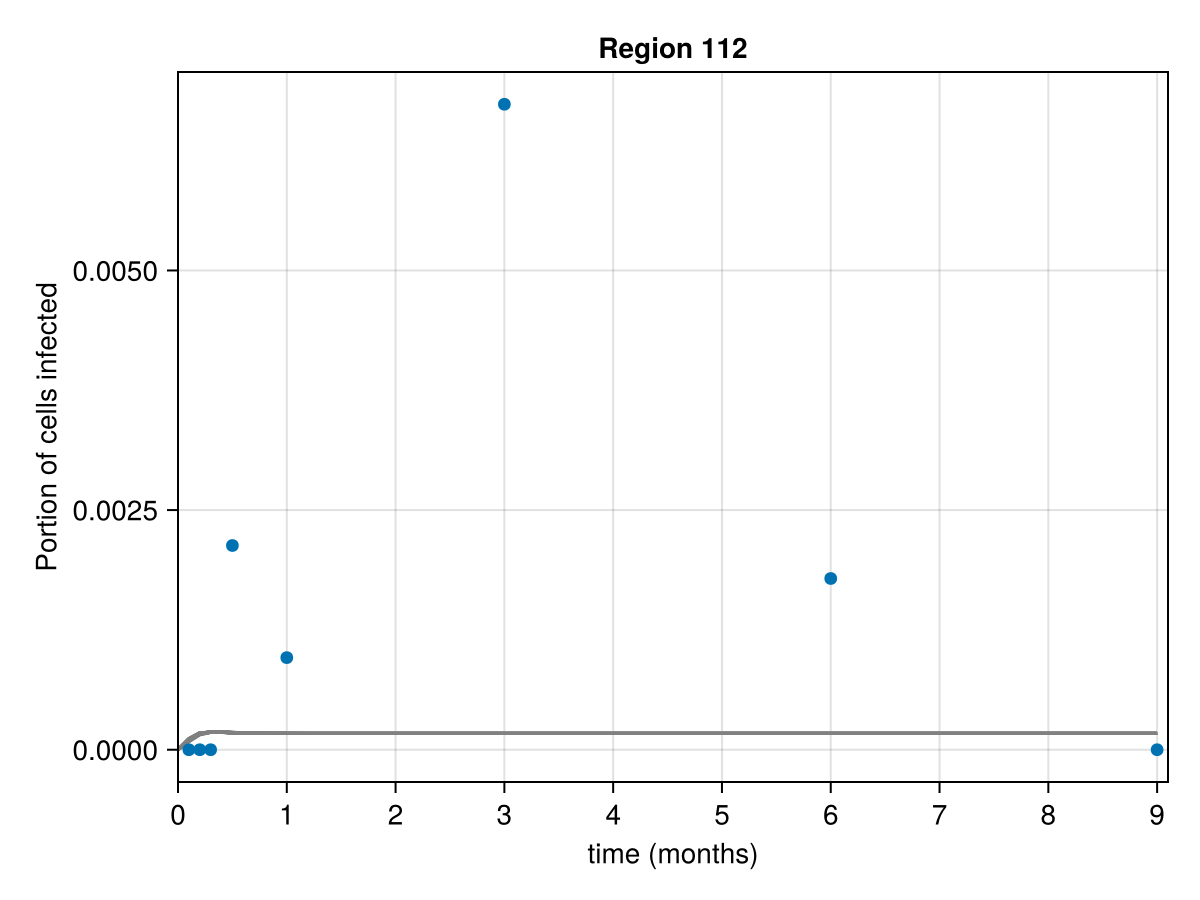 Region 112
Portion of cells infected
0.0050
0.0025
0.0000
0 1 2 3 4 5 6 7 8 9
time (months)